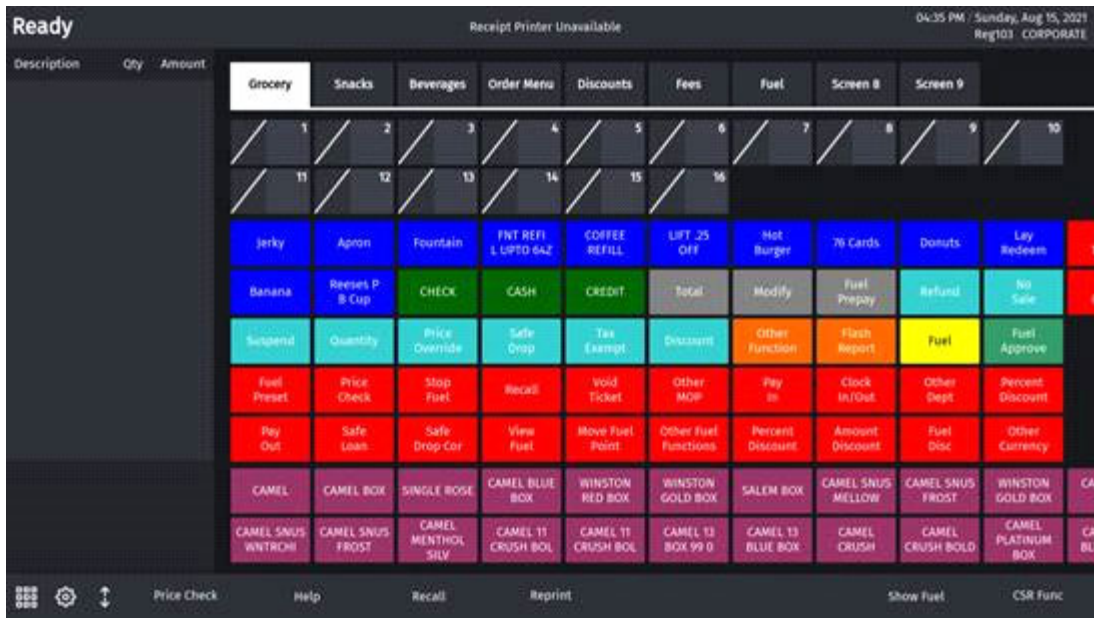 Ready
Receipt Printer Unavailable
04:35 PM / Sunday, Aug 15, 2021
Reg103 CORPORATE
Description Qty Amount
Grocery Snacks Beverages Order Menu Discounts Fees Fuel Screen 8 Screen 9
1 2 3 4 5 6 7 8 9 10
11 12 13 14 15 16
Jerky
Apron
Fountain
FNT REFI
L UPTO 64Z
COFFEE
REFILL
LIFT .25
OFF
Hot
Burger
76 Cards
Donuts
Lay
Redeem
Banana
Reeses P
B Cup
CHECK
CASH
CREDIT
Total
Modify
Fuel
Prepay
Refund
No
Sale
Suspend
Quantity
Price
Override
Safe
Drop
Tax
Exempt
Discount
Other
Function
Flash
Report
Fuel
Fuel
Approve
Fuel
Preset
Price
Check
Stop
Fuel
Recall
Void
Ticket
Other
MOP
Pay
In
Clock
In/Out
Other
Dept
Percent
Discount
Pay
Out
Safe
Loan
Safe
Drop Cor
View
Fuel
Move Fuel
Point
Other Fuel
Functions
Percent
Discount
Amount
Discount
Fuel
Disc
Other
Currency
CAMEL
CAMEL BOX
SINGLE ROSE
CAMEL BLUE
BOX
WINSTON
RED BOX
WINSTON
GOLD BOX
SALEM BOX
CAMEL SNUS
MELLOW
CAMEL SNUS
FROST
WINSTON
GOLD BOX
CAMEL SNUS
WNTRCHI
CAMEL SNUS
FROST
CAMEL
MENTHOL
SILV
CAMEL 11
CRUSH BOL
CAMEL 11
CRUSH BOL
CAMEL 13
BOX 99 0
CAMEL 13
BLUE BOX
CAMEL
CRUSH
CAMEL
CRUSH BOLD
CAMEL
PLATINUM
BOX
Price Check Help Recall Reprint Show Fuel CSR Func